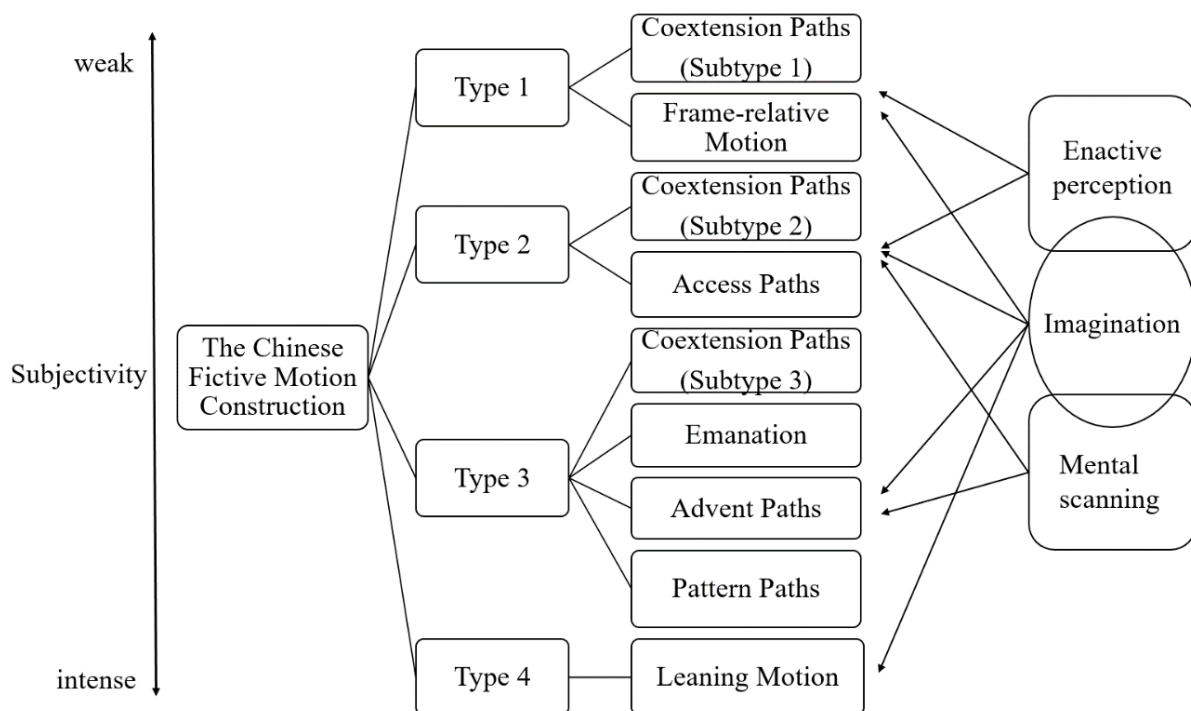 weak
Subjectivity
intense
The Chinese
Fictive Motion
Construction
Type 1
Type 2
Type 3
Type 4
Coextension Paths
(Subtype 1)
Frame-relative
Motion
Coextension Paths
(Subtype 2)
Access Paths
Coextension Paths
(Subtype 3)
Emanation
Advent Paths
Pattern Paths
Leaning Motion
Enactive
perception
Imagination
Mental
scanning